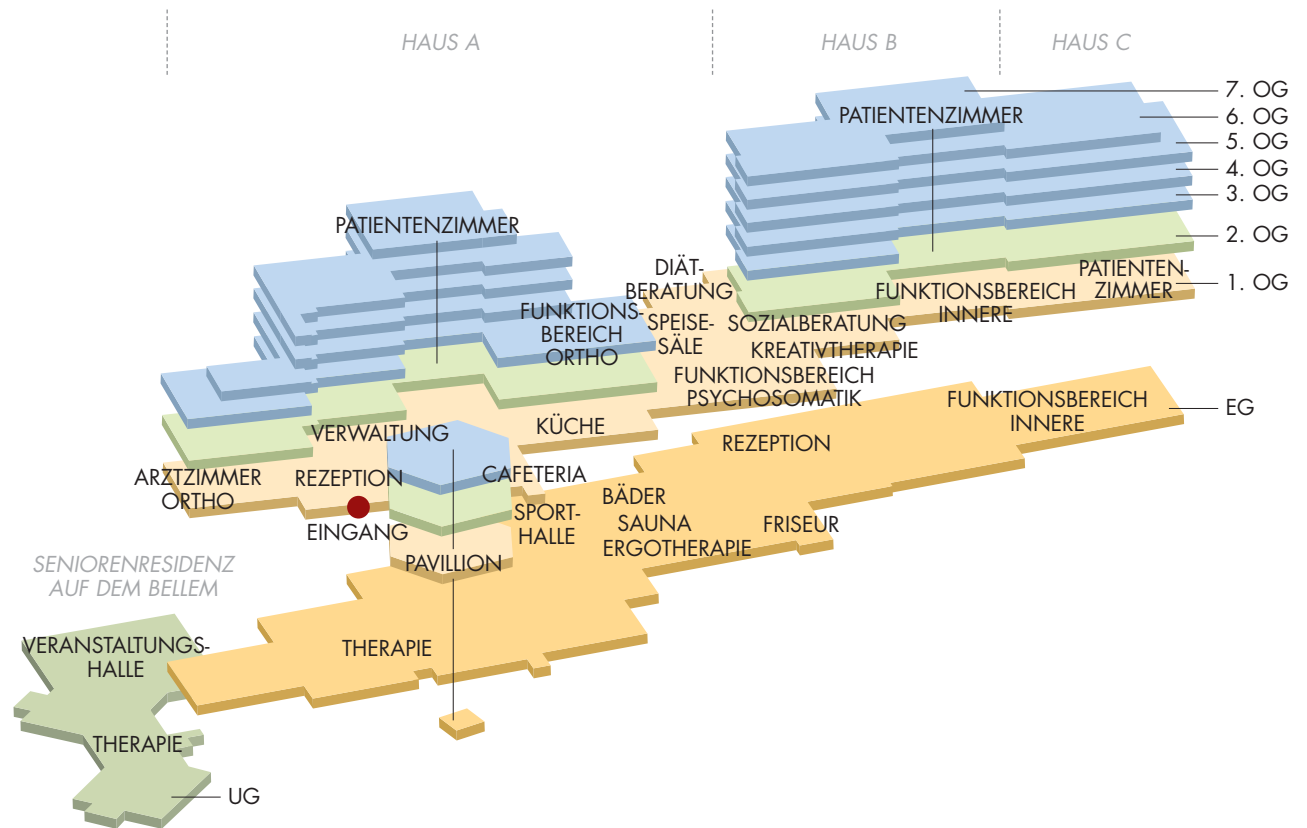 HAUS A
HAUS B
HAUS C
7. OG
6. OG
5. OG
4. OG
3. OG
2. OG
1. OG
EG
PATIENTENZIMMER
PATIENTENZIMMER
DIÄT-
BERATUNG
PATIENTEN-
ZIMMER
FUNKTIONSBEREICH
INNERE
FUNKTIONS-
BEREICH
ORTHO
SPEISE-
SÄLE
SOZIALBERATUNG
KREATIVTHERAPIE
FUNKTIONSBEREICH
PSYCHOSOMATIK
FUNKTIONSBEREICH
INNERE
KÜCHE
VERWALTUNG
REZEPTION
ARZTZIMMER
ORTHO
REZEPTION
CAFETERIA
BÄDER
SAUNA
ERGOTHERAPIE
FRISEUR
SPORT-
HALLE
EINGANG
PAVILLION
SENIORENRESIDENZ
AUF DEM BELLEM
VERANSTALTUNGS-
HALLE
THERAPIE
THERAPIE
UG